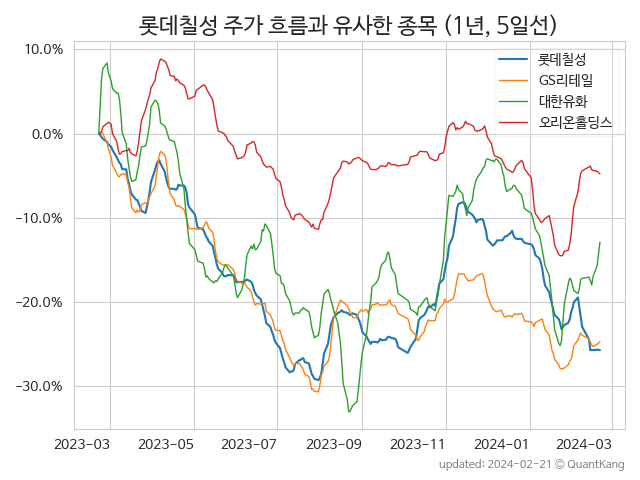 롯데칠성 주가 흐름과 유사한 종목 (1년, 5일선)
롯데칠성
GS리테일
대한유화
오리온홀딩스
10.0%
0.0%
−10.0%
−20.0%
−30.0%
2023-03 2023-05 2023-07 2023-09 2023-11 2024-01 2024-03
updated: 2024-02-21 © QuantKang